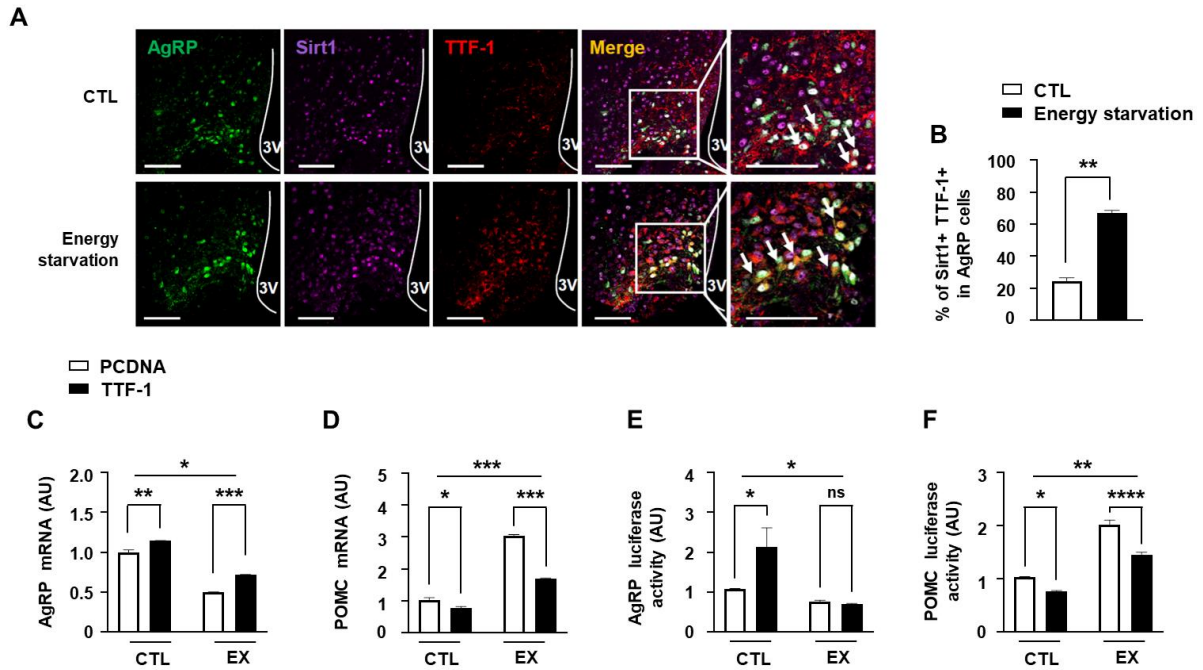 A
AgRP
Sirt1
TTF-1
Merge
CTL
3V
3V
3V
3V
Energy
starvation
3V
3V
3V
3V
CTL
Energy starvation
B
% of Sirt1+ TTF-1+
in AgRP cells
100
80
60
40
20
0
**
PCDNA
TTF-1
C
AgRP mRNA (AU)
2.0
1.5
1.0
0.5
0
*
**
***
CTL
EX
D
POMC mRNA (AU)
5
4
3
2
1
0
***
*
***
CTL
EX
E
AgRP luciferase
activity (AU)
4
3
2
1
0
*
*
ns
CTL
EX
F
POMC luciferase
activity (AU)
3
2
1
0
**
*
****
CTL
EX